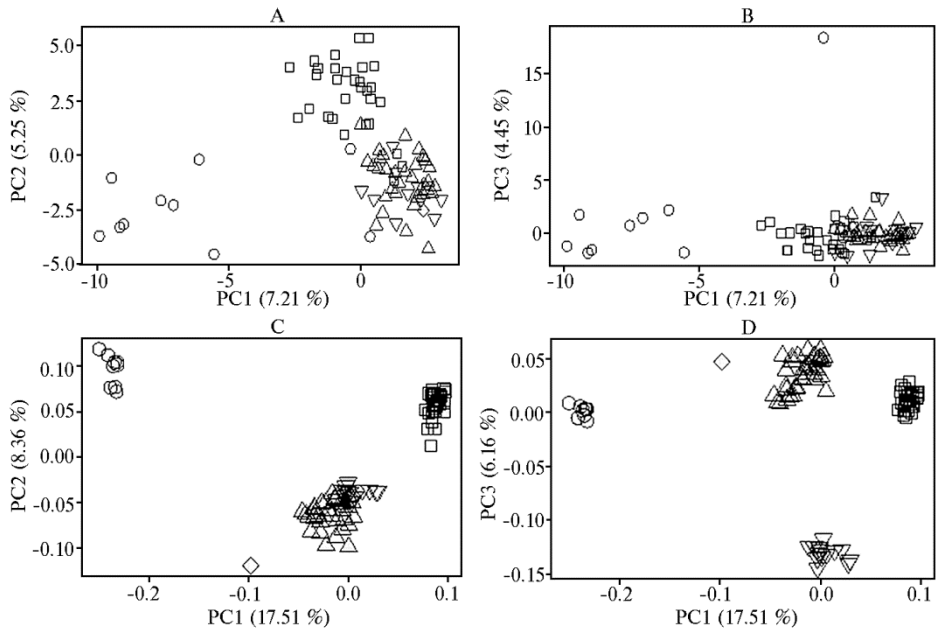 A
5.0
2.5
0.0
-2.5
-5.0
PC2 (5.25 %)
-10
-5
0
PC1 (7.21 %)
B
15
10
5
0
PC3 (4.45 %)
-10
-5
0
PC1 (7.21 %)
C
0.10
0.05
0.00
-0.05
-0.10
PC2 (8.36 %)
-0.2
-0.1
0.0
0.1
PC1 (17.51 %)
D
0.05
0.00
-0.05
-0.10
-0.15
PC3 (6.16 %)
-0.2
-0.1
0.0
0.1
PC1 (17.51 %)